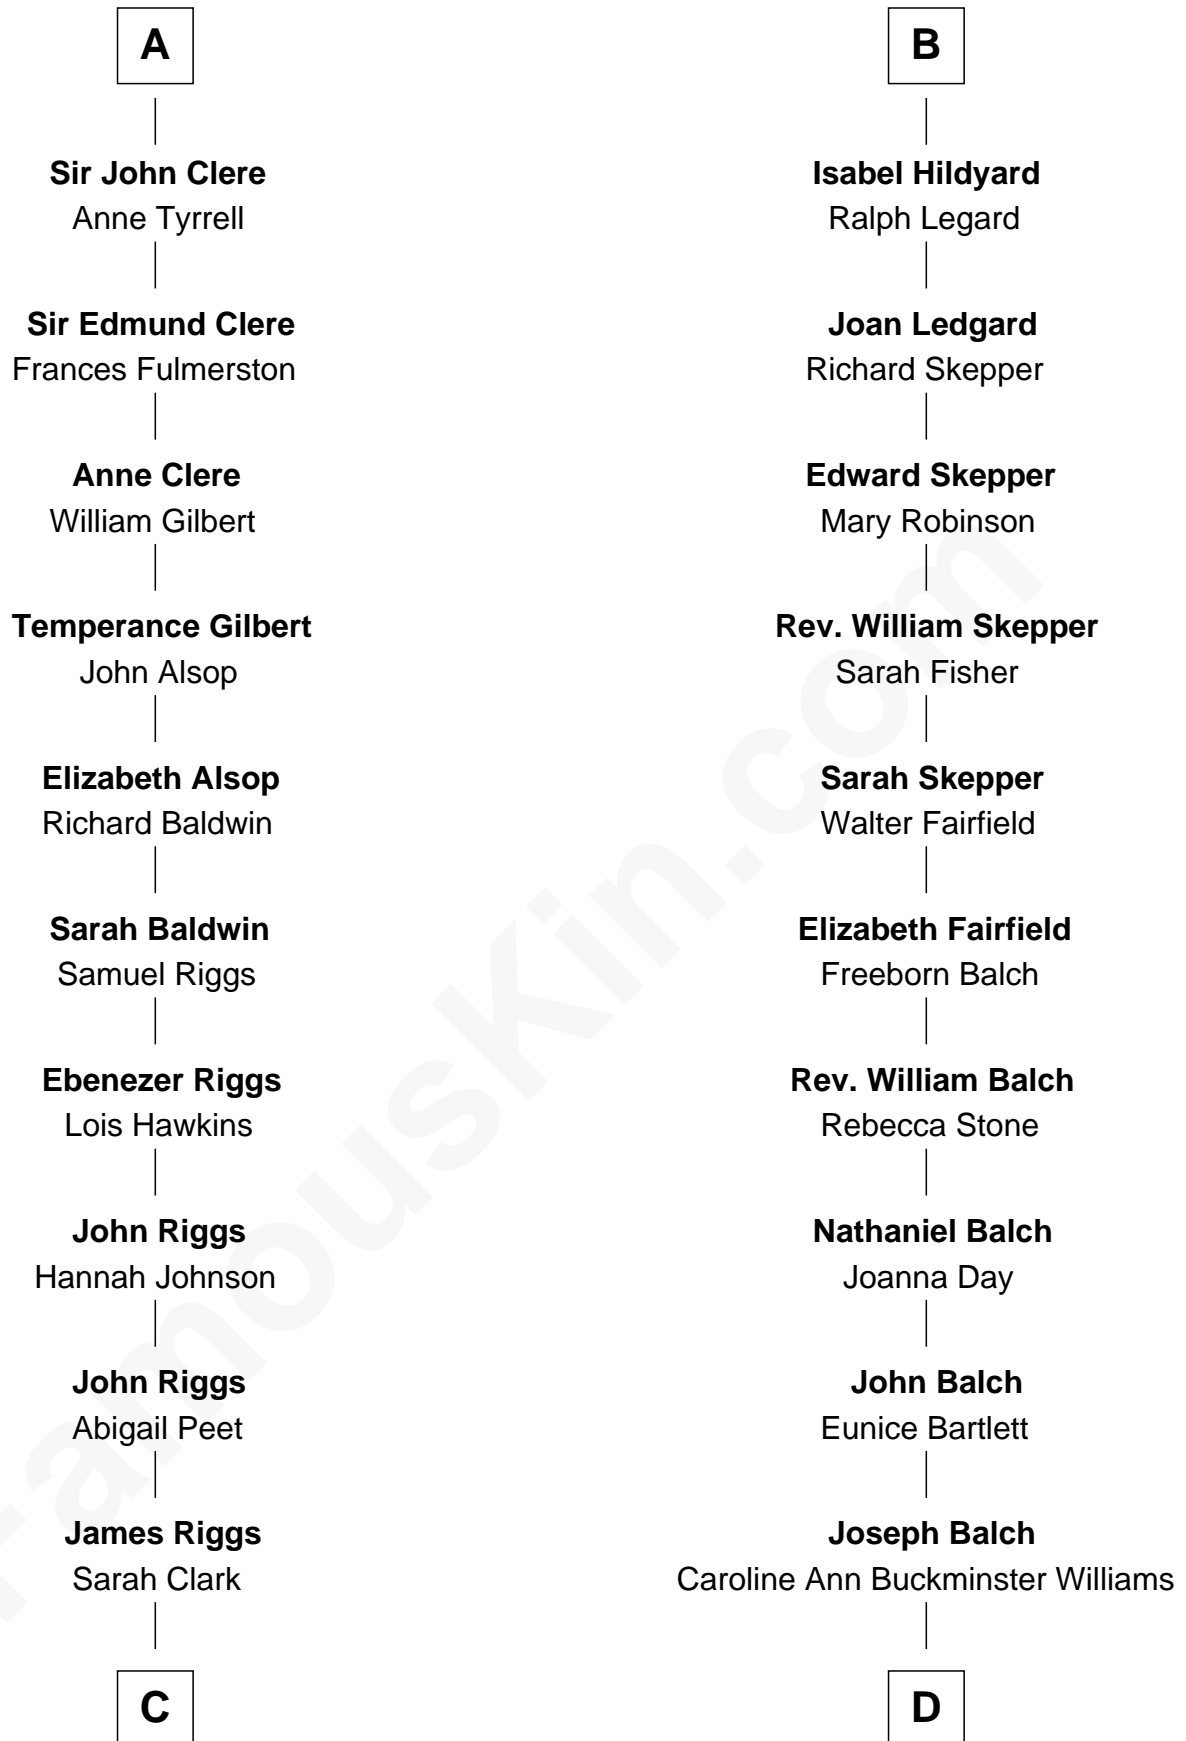 A
Sir John Clere
Anne Tyrrell
Sir Edmund Clere
Frances Fulmerston
Anne Clere
William Gilbert
Temperance Gilbert
John Alsop
Elizabeth Alsop
Richard Baldwin
Sarah Baldwin
Samuel Riggs
Ebenezer Riggs
Lois Hawkins
John Riggs
Hannah Johnson
John Riggs
Abigail Peet
James Riggs
Sarah Clark
C
B
Isabel Hildyard
Ralph Legard
Joan Ledgard
Richard Skepper
Edward Skepper
Mary Robinson
Rev. William Skepper
Sarah Fisher
Sarah Skepper
Walter Fairfield
Elizabeth Fairfield
Freeborn Balch
Rev. William Balch
Rebecca Stone
Nathaniel Balch
Joanna Day
John Balch
Eunice Bartlett
Joseph Balch
Caroline Ann Buckminster Williams
D
FamousKin.com